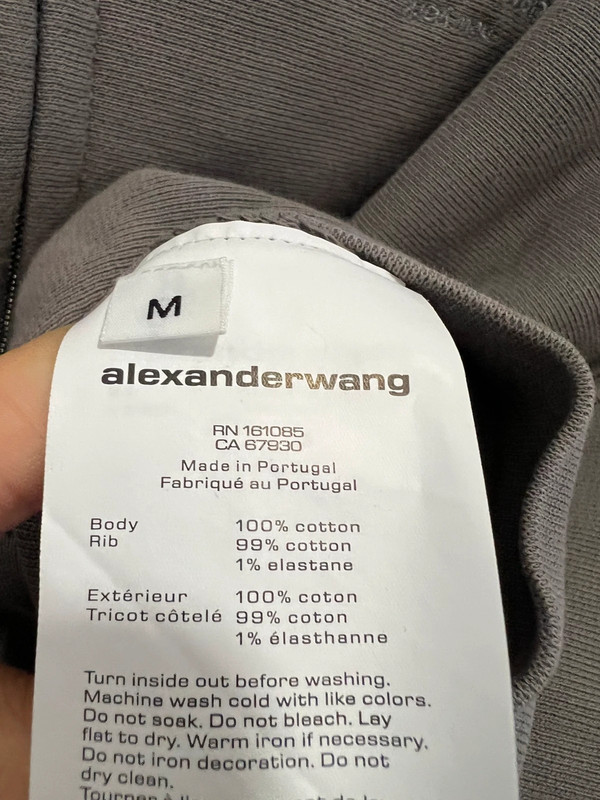 M
alexanderwang
RN 161085
CA 67930
Made in Portugal
Fabriqué au Portugal
Body 100% cotton
Rib 99% cotton
1% elastane
Extérieur 100% coton
Tricot côtelé 99% coton
1% élasthanne
Turn inside out before washing.
Machine wash cold with like colors.
Do not soak. Do not bleach. Lay
flat to dry. Warm iron if necessary.
Do not iron decoration. Do not
dry clean.